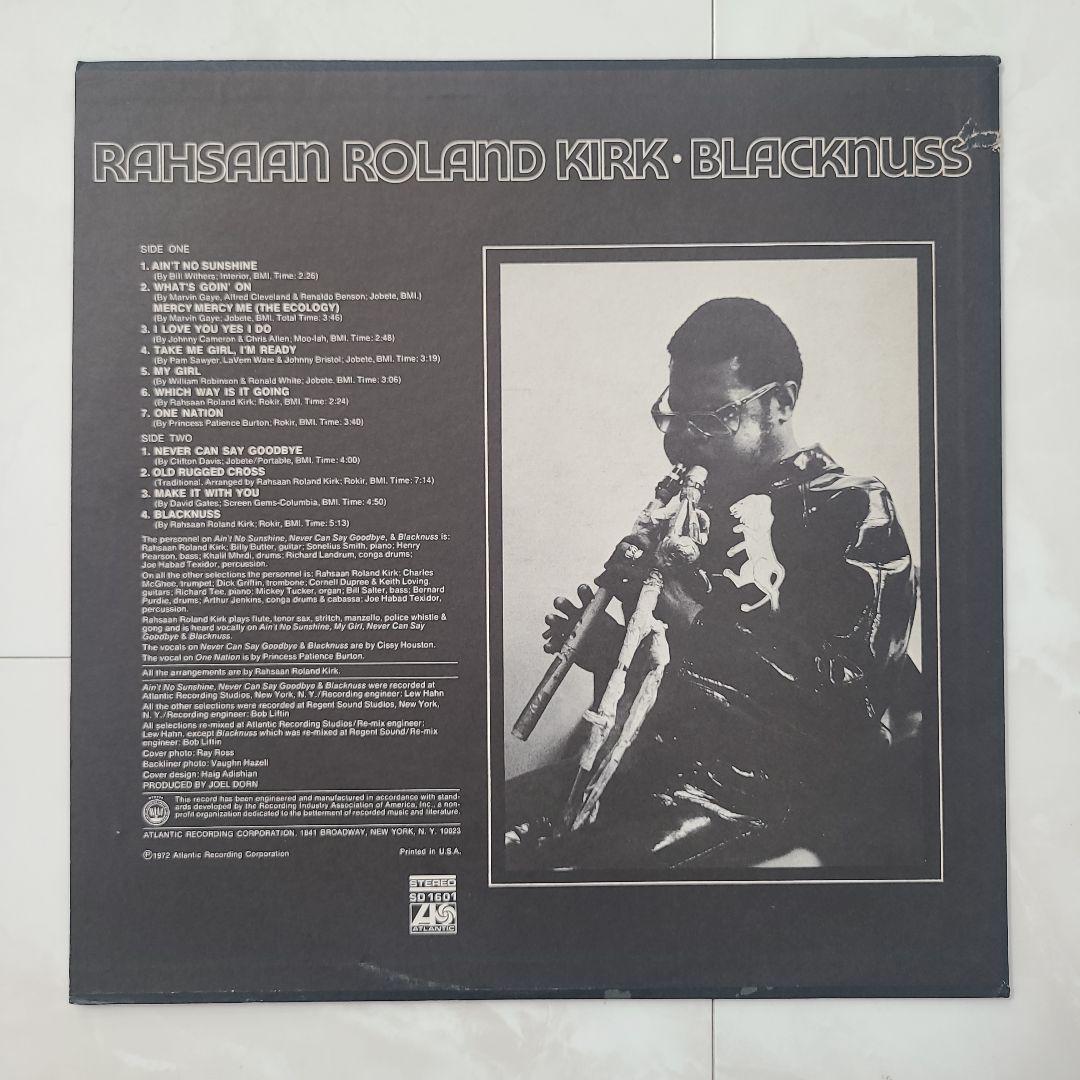 RAHSAAN ROLAND KIRK • BLACKNUSS
SIDE ONE
1. AIN'T NO SUNSHINE
(By Bill Withers; Interior, BMI. Time: 2:26)
2. WHAT'S GOIN' ON
(By Marvin Gaye, Alfred Cleveland & Renaldo Benson; Jobete, BMI.)
MERCY MERCY ME (THE ECOLOGY)
(By Marvin Gaye; Jobete, BMI. Total Time: 3:46)
3. I LOVE YOU YES I DO
(By Johnny Cameron & Chris Allen; Moo-lah, BMI. Time: 2:48)
4. TAKE ME GIRL, I'M READY
(By Pam Sawyer, LaVern Ware & Johnny Bristol; Jobete, BMI. Time: 3:19)
5. MY GIRL
(By William Robinson & Ronald White; Jobete, BMI. Time: 3:06)
6. WHICH WAY IS IT GOING
(By Rahsaan Roland Kirk; Rokir, BMI. Time: 2:24)
7. ONE NATION
(By Princess Patience Burton; Rokir, BMI. Time: 3:40)
SIDE TWO
1. NEVER CAN SAY GOODBYE
(By Clifton Davis; Jobete/Portable, BMI. Time: 4:00)
2. OLD RUGGED CROSS
(Traditional, Arranged by Rahsaan Roland Kirk; Rokir, BMI. Time: 7:14)
3. MAKE IT WITH YOU
(By David Gates; Screen Gems-Columbia, BMI. Time: 4:50)
4. BLACKNUSS
(By Rahsaan Roland Kirk; Rokir, BMI. Time: 5:13)
The personnel on Ain't No Sunshine, Never Can Say Goodbye, & Blacknuss is:
Rahsaan Roland Kirk; Billy Butler, guitar; Sonelius Smith, piano; Henry
Pearson, bass; Khalil Mhrdi, drums; Richard Landrum, conga drums;
Joe Habad Texidor, percussion.
On all the other selections the personnel is: Rahsaan Roland Kirk; Charles
McGhee, trumpet; Dick Griffin, trombone; Cornell Dupree & Keith Loving,
guitars; Richard Tee, piano; Mickey Tucker, organ; Bill Salter, bass; Bernard
Purdie, drums; Arthur Jenkins, conga drums & cabassa; Joe Habad Texidor,
percussion.
Rahsaan Roland Kirk plays flute, tenor sax, stritch, manzello, police whistle &
gong and is heard vocally on Ain't No Sunshine, My Girl, Never Can Say
Goodbye & Blacknuss.
The vocals on Never Can Say Goodbye & Blacknuss are by Cissy Houston.
The vocal on One Nation is by Princess Patience Burton.
All the arrangements are by Rahsaan Roland Kirk.
Ain't No Sunshine, Never Can Say Goodbye & Blacknuss were recorded at
Atlantic Recording Studios, New York, N. Y./Recording engineer: Lew Hahn
All the other selections were recorded at Regent Sound Studios, New York,
N. Y./Recording engineer: Bob Liftin
All selections re-mixed at Atlantic Recording Studios/Re-mix engineer:
Lew Hahn, except Blacknuss which was re-mixed at Regent Sound/Re-mix
engineer: Bob Liftin
Cover photo: Ray Ross
Backliner photo: Vaughn Hazell
Cover design: Haig Adishian
PRODUCED BY JOEL DORN
This record has been engineered and manufactured in accordance with stand-
ards developed by the Recording Industry Association of America, Inc., a non-
profit organization dedicated to the betterment of recorded music and literature.
ATLANTIC RECORDING CORPORATION, 1841 BROADWAY, NEW YORK, N. Y. 10023
Ⓟ1972 Atlantic Recording Corporation Printed in U.S.A.
STEREO
SD 1601
ATLANTIC